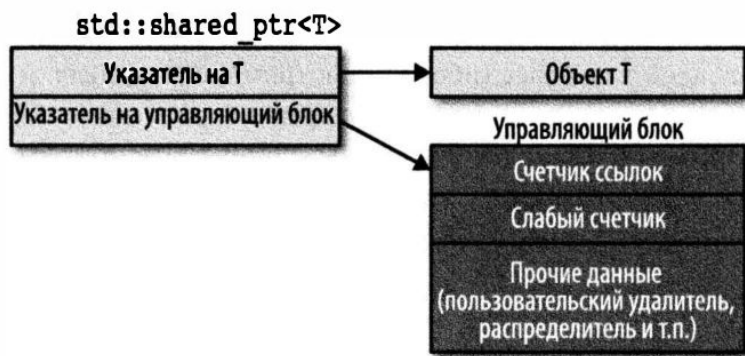 std::shared_ptr<T>
Указатель на T
Объект T
Указатель на управляющий блок
Управляющий блок
Счетчик ссылок
Слабый счетчик
Прочие данные
(пользовательский удалитель,
распределитель и т.п.)